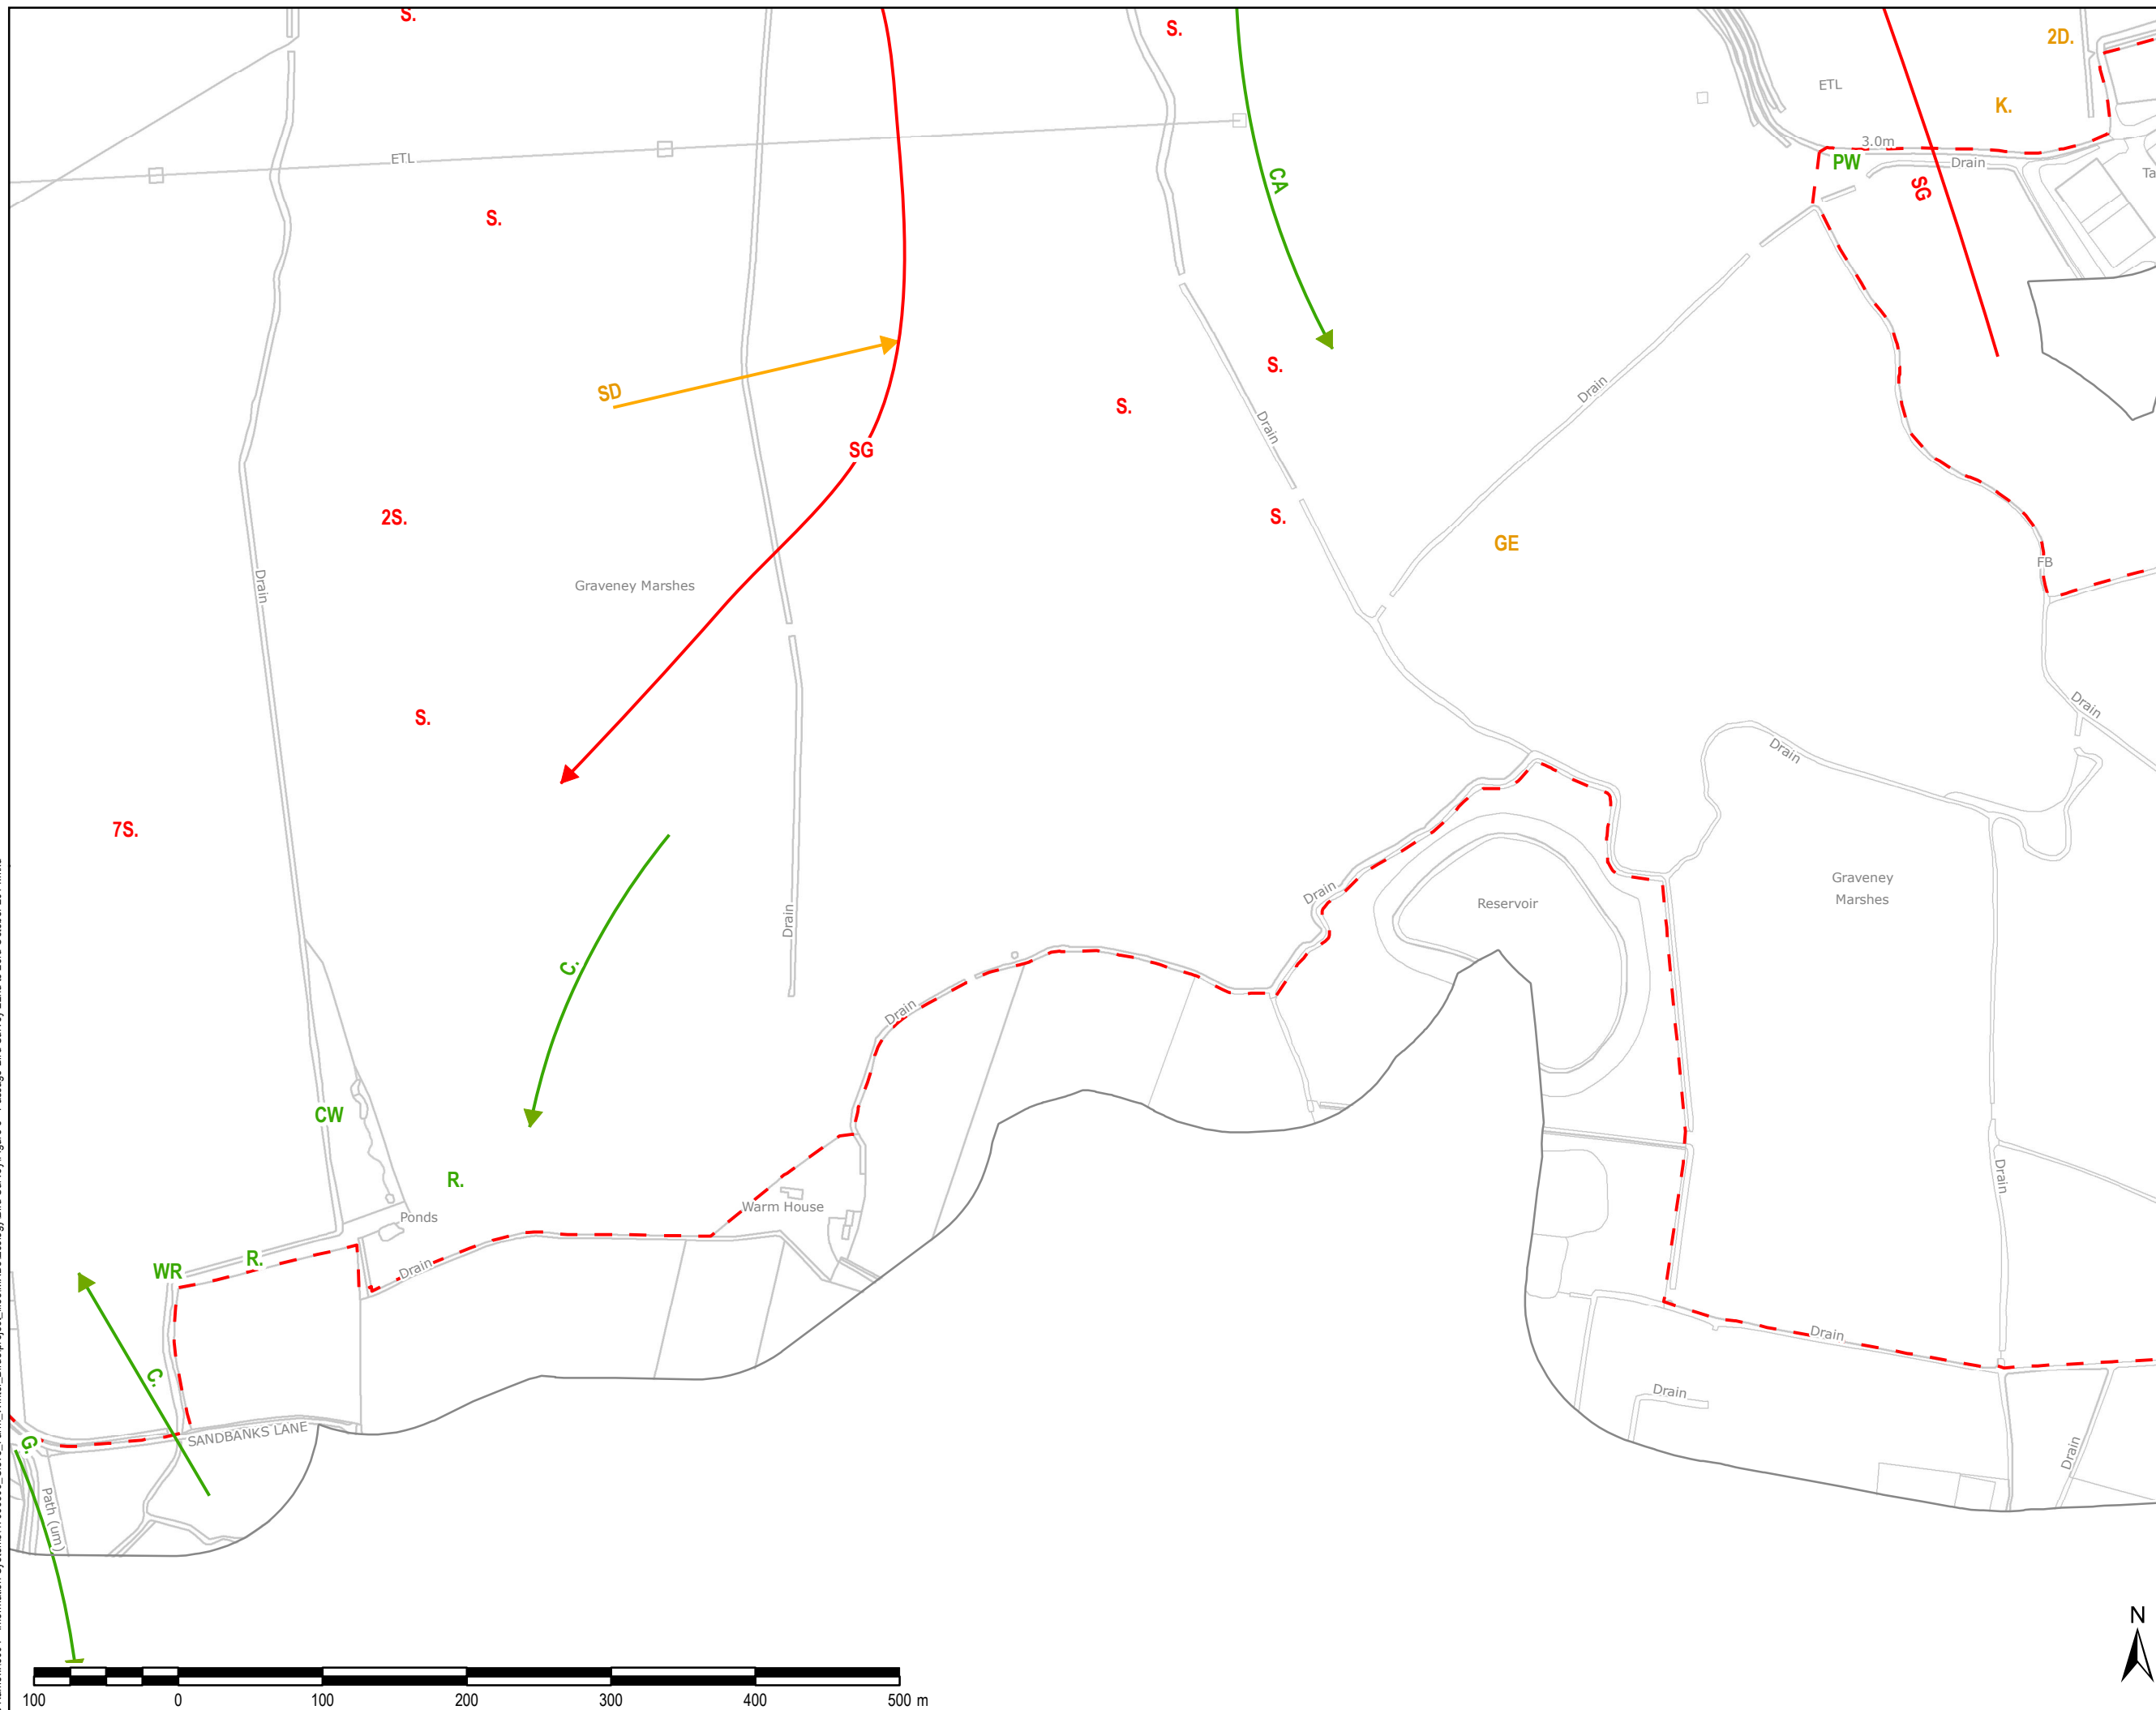 S.
S.
2D.
ETL
K.
3.0m
PW
Drain
ETL
CA
SG
S.
S.
SD
Drain
S.
Drain
SG
2S.
S.
GE
Drain
Graveney Marshes
FB
S.
Drain
Drain
7S.
Graveney
Marshes
Drain
Reservoir
Drain
C.
Drain
CW
R.
Drain
Warm House
Ponds
R.
WR
Drain
Drain
C.
Drain
SANDBANKS LANE
G.
Drain
Path (um)
N
100
0
100
200
300
400
500 m